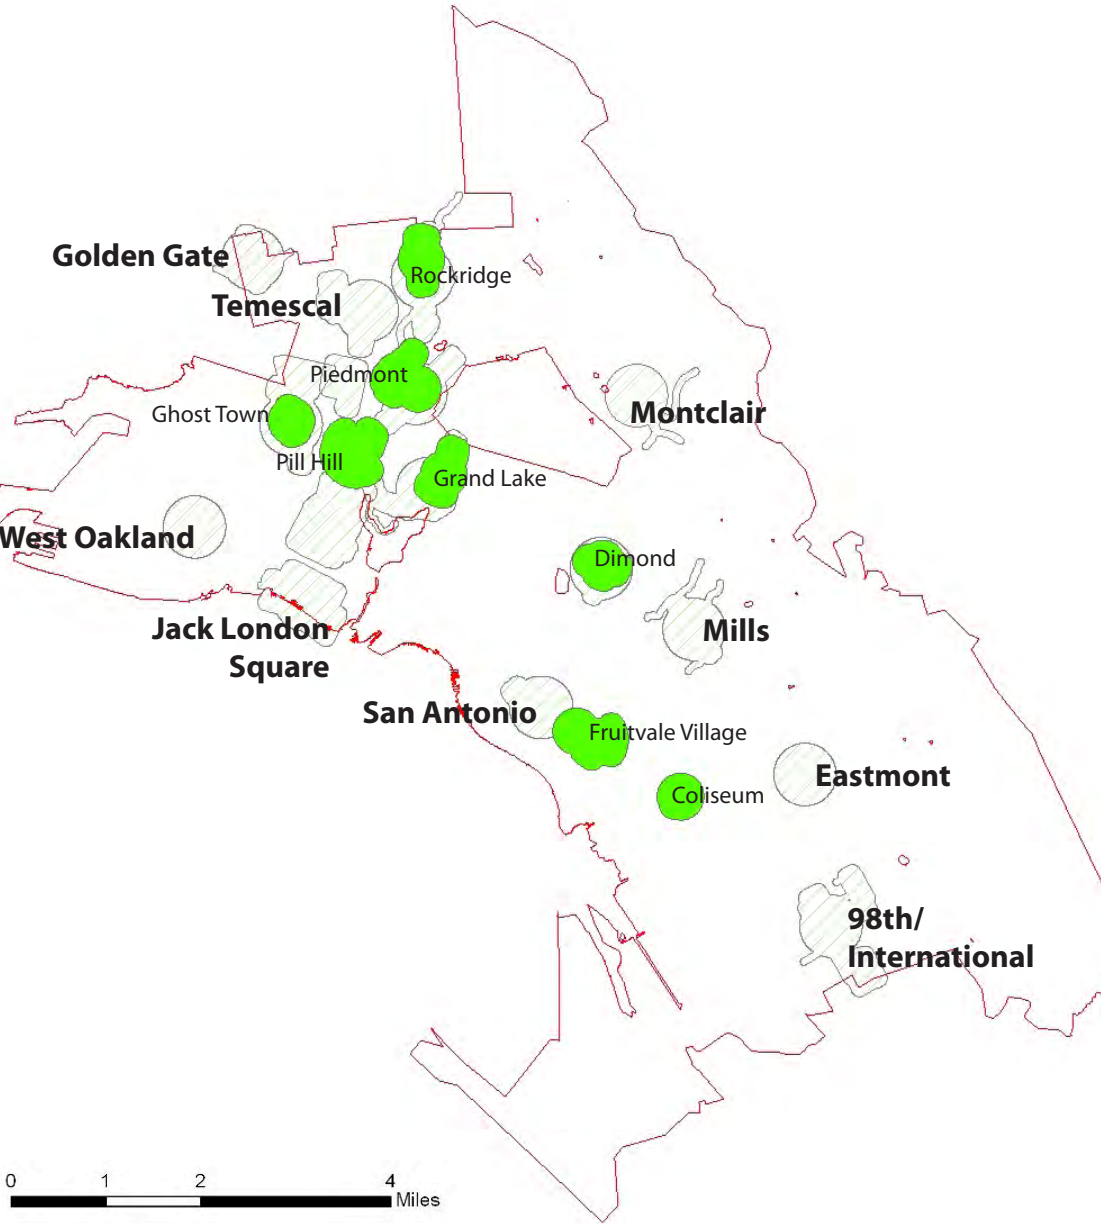 Golden Gate
Rockridge
Temescal
Piedmont
Montclair
Ghost Town
Pill Hill
Grand Lake
West Oakland
Dimond
Jack London
Square
Mills
San Antonio
Fruitvale Village
Eastmont
Coliseum
98th/
International
0 1 2 4
Miles